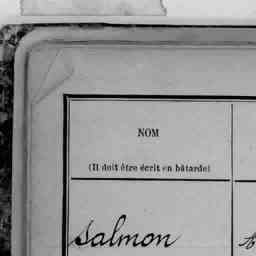 NOM
(Il doit être écrit en bâtarde)
Salmon